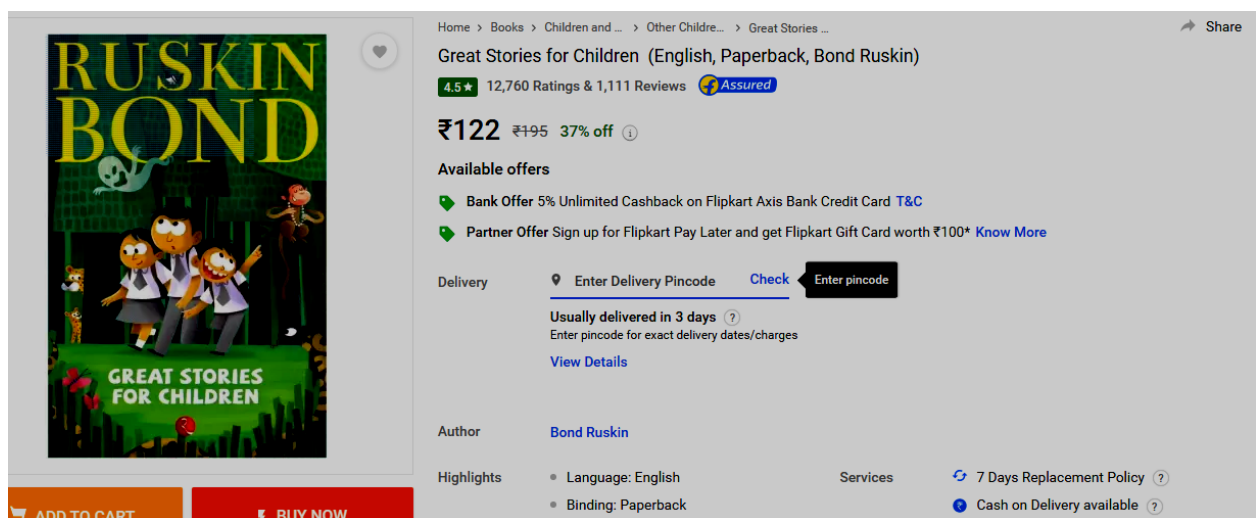 RUSKIN
BOND
GREAT STORIES
FOR CHILDREN
ADD TO CART
BUY NOW
Home > Books > Children and ... > Other Childre... > Great Stories ...
Share
Great Stories for Children (English, Paperback, Bond Ruskin)
4.5★ 12,760 Ratings & 1,111 Reviews Assured
₹122 ₹195 37% off
Available offers
Bank Offer 5% Unlimited Cashback on Flipkart Axis Bank Credit Card T&C
Partner Offer Sign up for Flipkart Pay Later and get Flipkart Gift Card worth ₹100* Know More
Delivery Enter Delivery Pincode Check Enter pincode
Usually delivered in 3 days ?
Enter pincode for exact delivery dates/charges
View Details
Author Bond Ruskin
Highlights Language: English Services 7 Days Replacement Policy ?
Binding: Paperback Cash on Delivery available ?